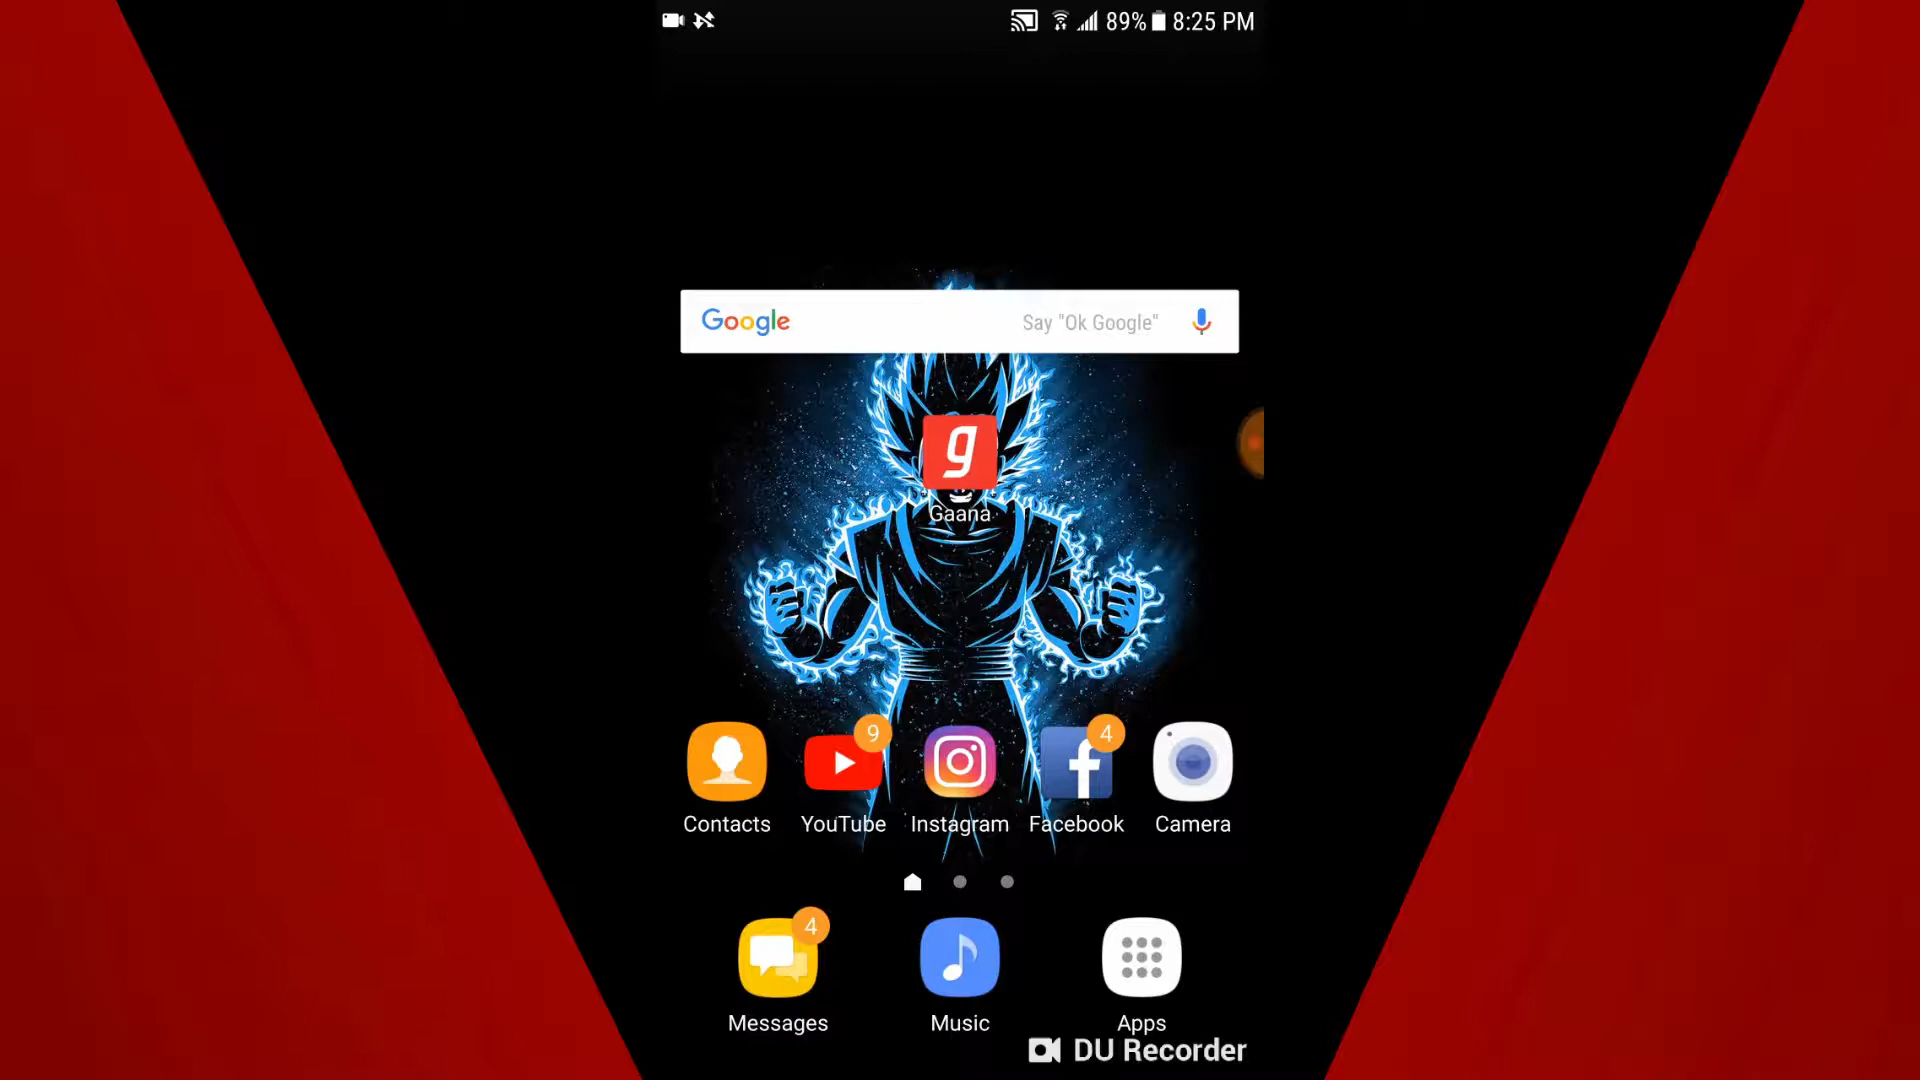 89% 8:25 PM
Google Say "Ok Google"
g
Gaana
9 4
Contacts YouTube Instagram Facebook Camera
4
Messages Music Apps
DU Recorder